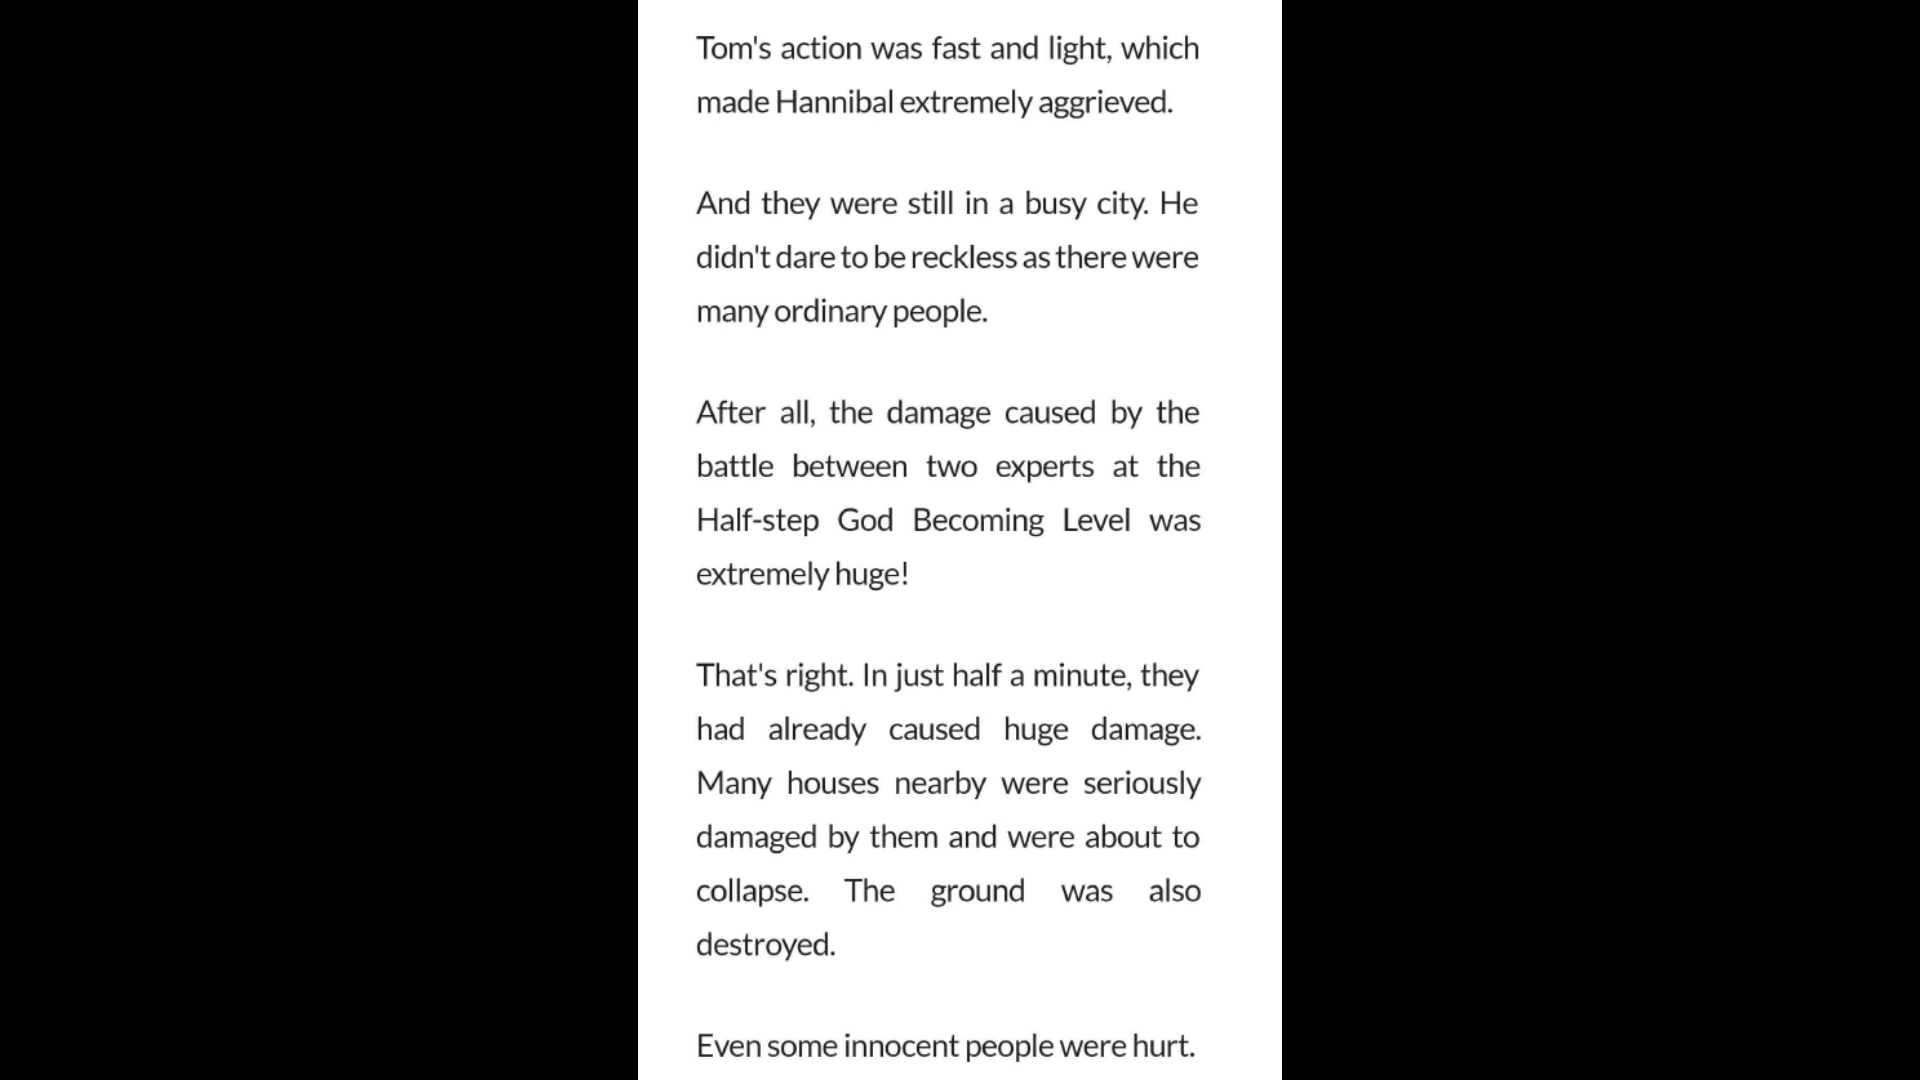 Tom's action was fast and light, which
made Hannibal extremely aggrieved.
And they were still in a busy city. He
didn't dare to be reckless as there were
many ordinary people.
After all, the damage caused by the
battle between two experts at the
Half-step God Becoming Level was
extremely huge!
That's right. In just half a minute, they
had already caused huge damage.
Many houses nearby were seriously
damaged by them and were about to
collapse. The ground was also
destroyed.
Even some innocent people were hurt.